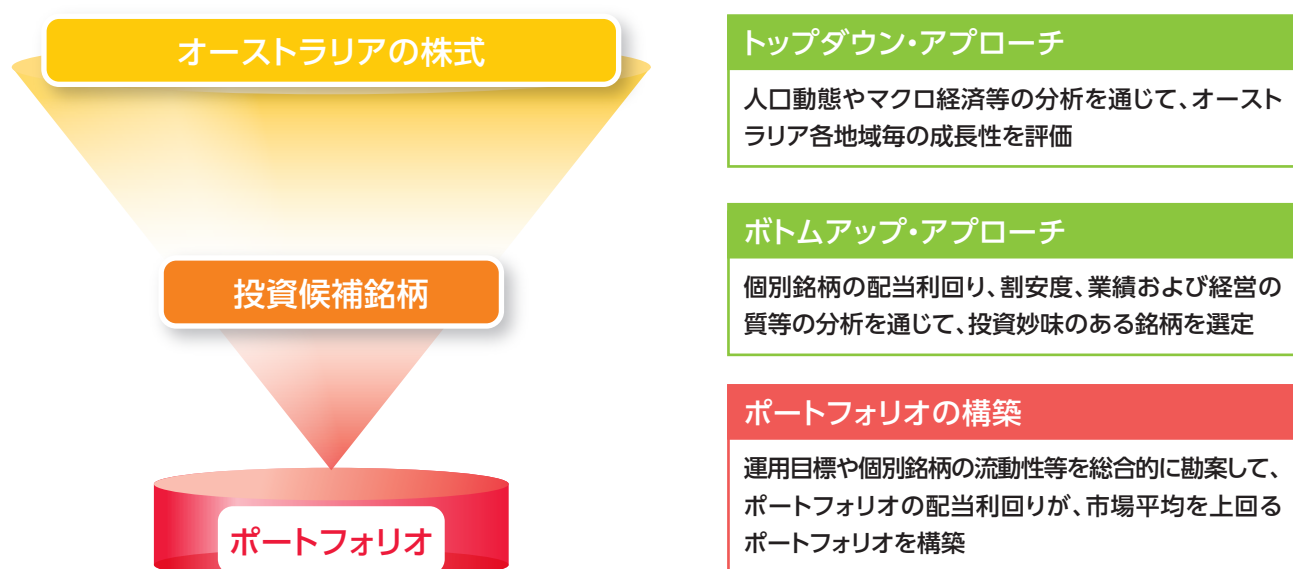 オーストラリアの株式
投資候補銘柄
ポートフォリオ
トップダウン・アプローチ
人口動態やマクロ経済等の分析を通じて、オースト
ラリア各地域毎の成長性を評価
ボトムアップ・アプローチ
個別銘柄の配当利回り、割安度、業績および経営の
質等の分析を通じて、投資妙味のある銘柄を選定
ポートフォリオの構築
運用目標や個別銘柄の流動性等を総合的に勘案して、
ポートフォリオの配当利回りが、市場平均を上回る
ポートフォリオを構築